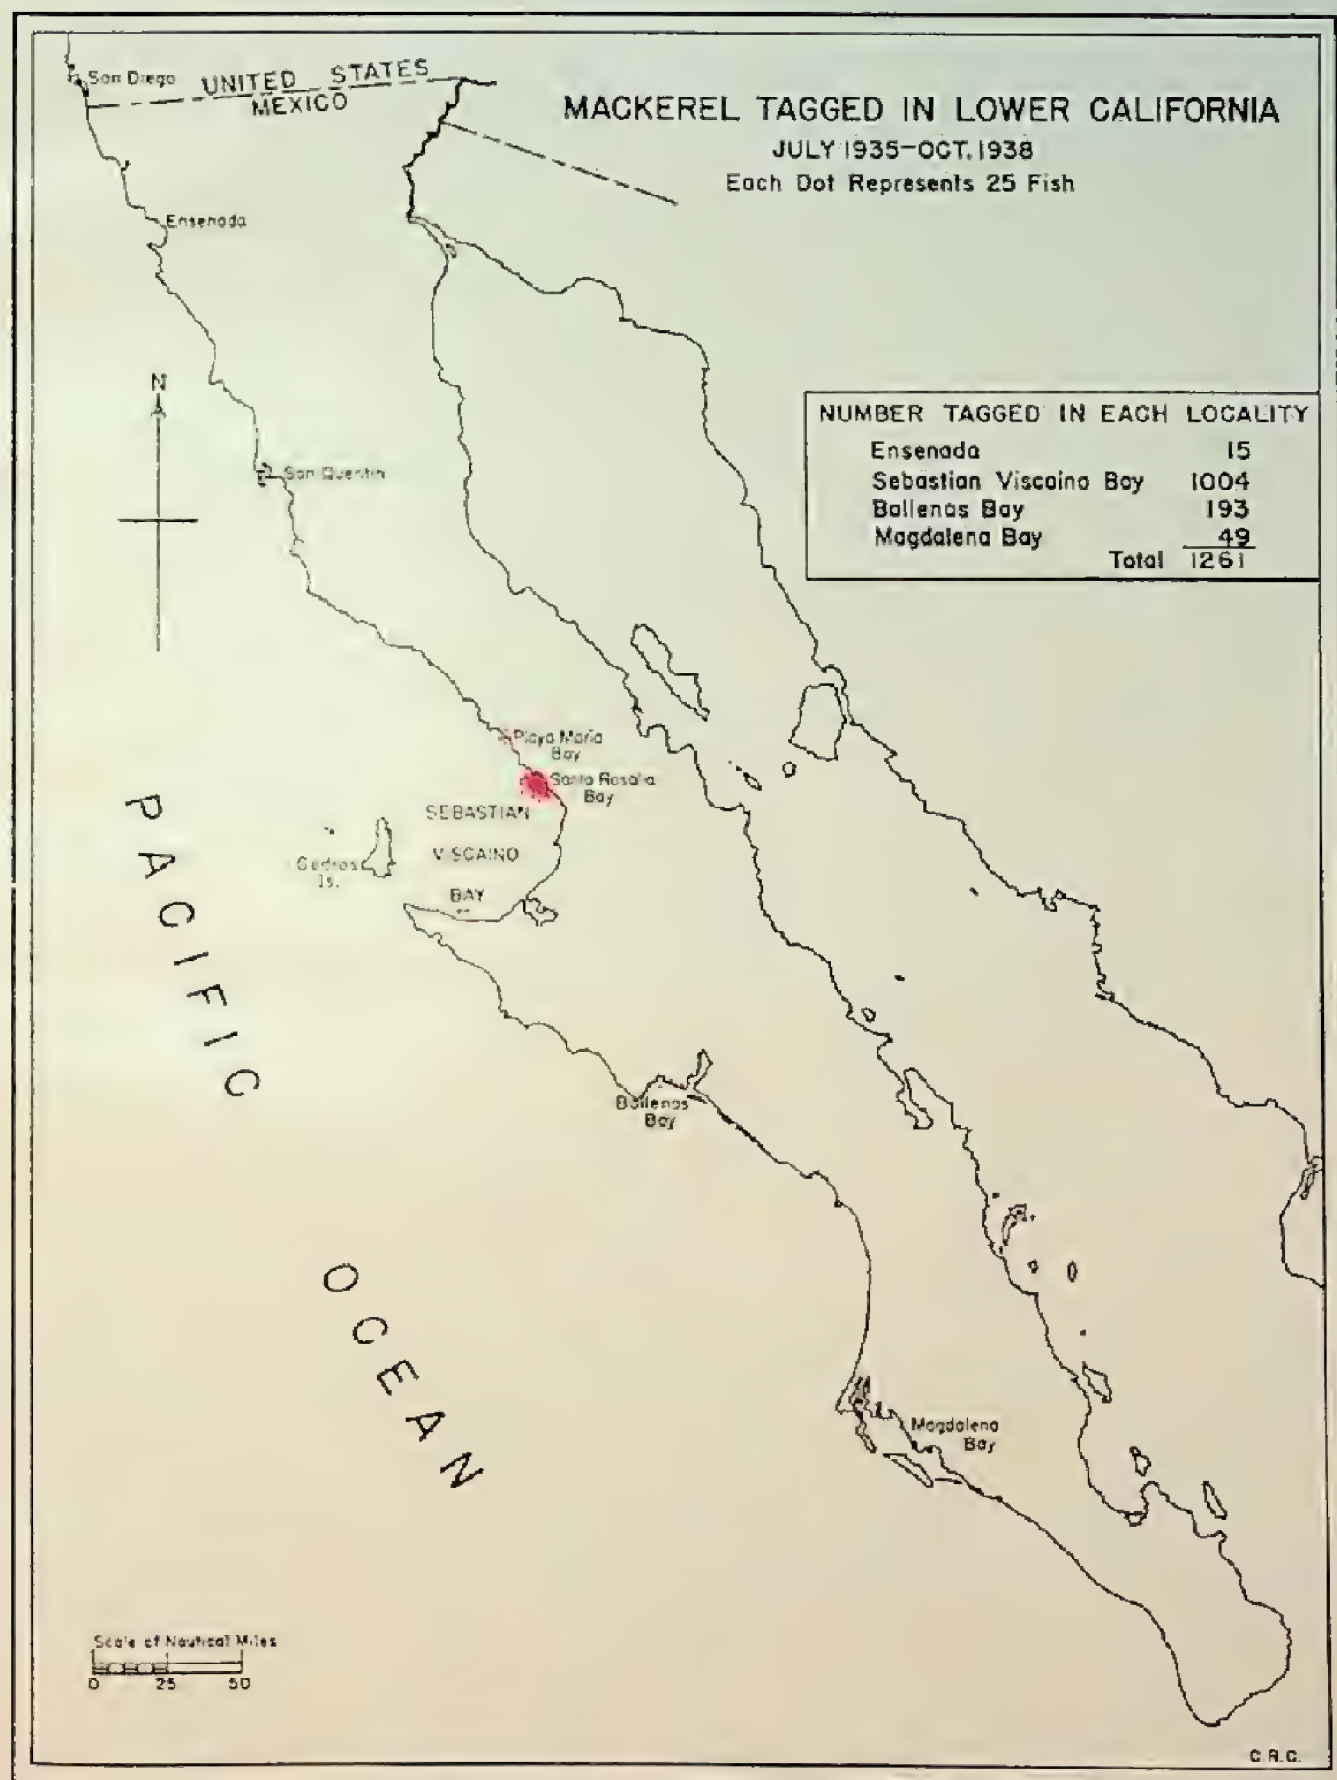 MACKEREL TAGGED IN LOWER CALIFORNIA
JULY 1935-OCT. 1938
Each Dot Represents 25 Fish
San Diego
UNITED STATES
MEXICO
Ensenada
N
San Quentin
NUMBER TAGGED IN EACH LOCALITY
Ensenada 15
Sebastian Viscaino Bay 1004
Ballenas Bay 193
Magdalena Bay 49
Total 1261
Playa Maria
Bay
Santa Rosalia
Bay
SEBASTIAN
VISCAINO
BAY
Cedros
Is.
PACIFIC
OCEAN
Ballenas
Bay
Magdalena
Bay
Scale of Nautical Miles
0 25 50
C.R.C.